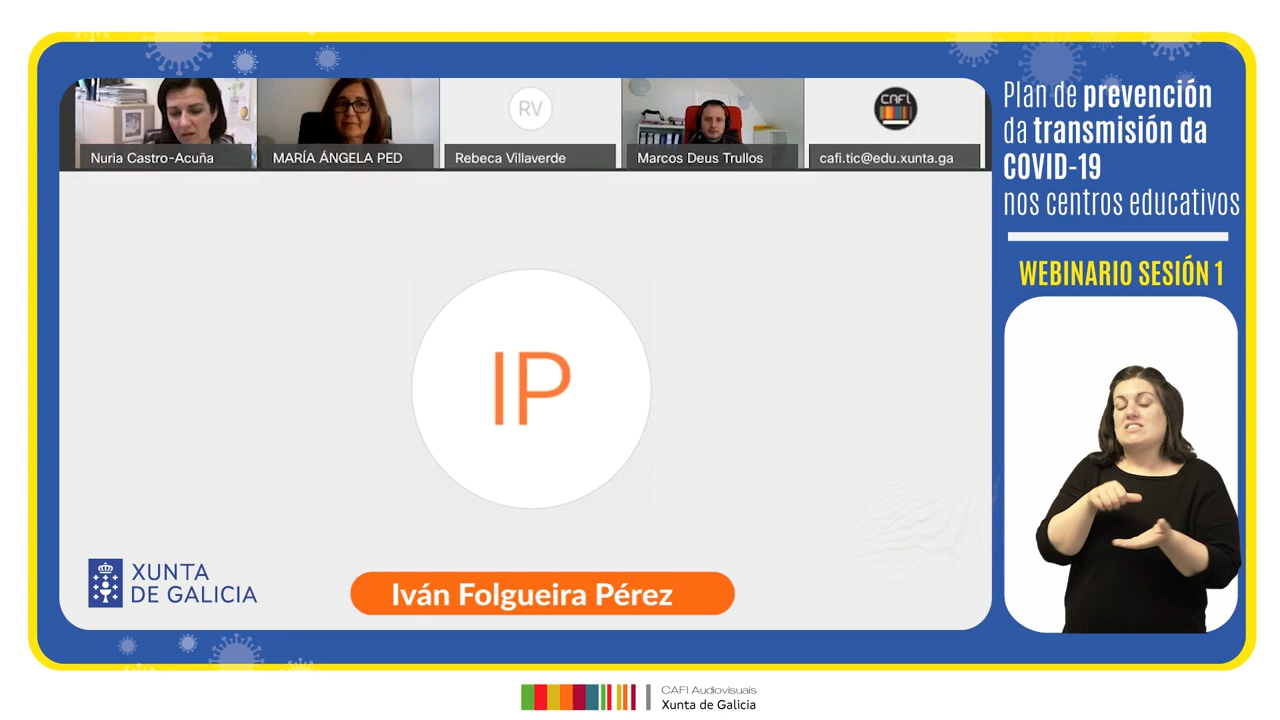 Nuria Castro-Acuña
MARÍA ÁNGELA PED
RV
Rebeca Villaverde
Marcos Deus Trullos
CAFI
cafi.tic@edu.xunta.ga
Plan de prevención
da transmisión da
COVID-19
nos centros educativos
WEBINARIO SESIÓN 1
IP
XUNTA
DE GALICIA
Iván Folgueira Pérez
CAFI Audiovisuais
Xunta de Galicia